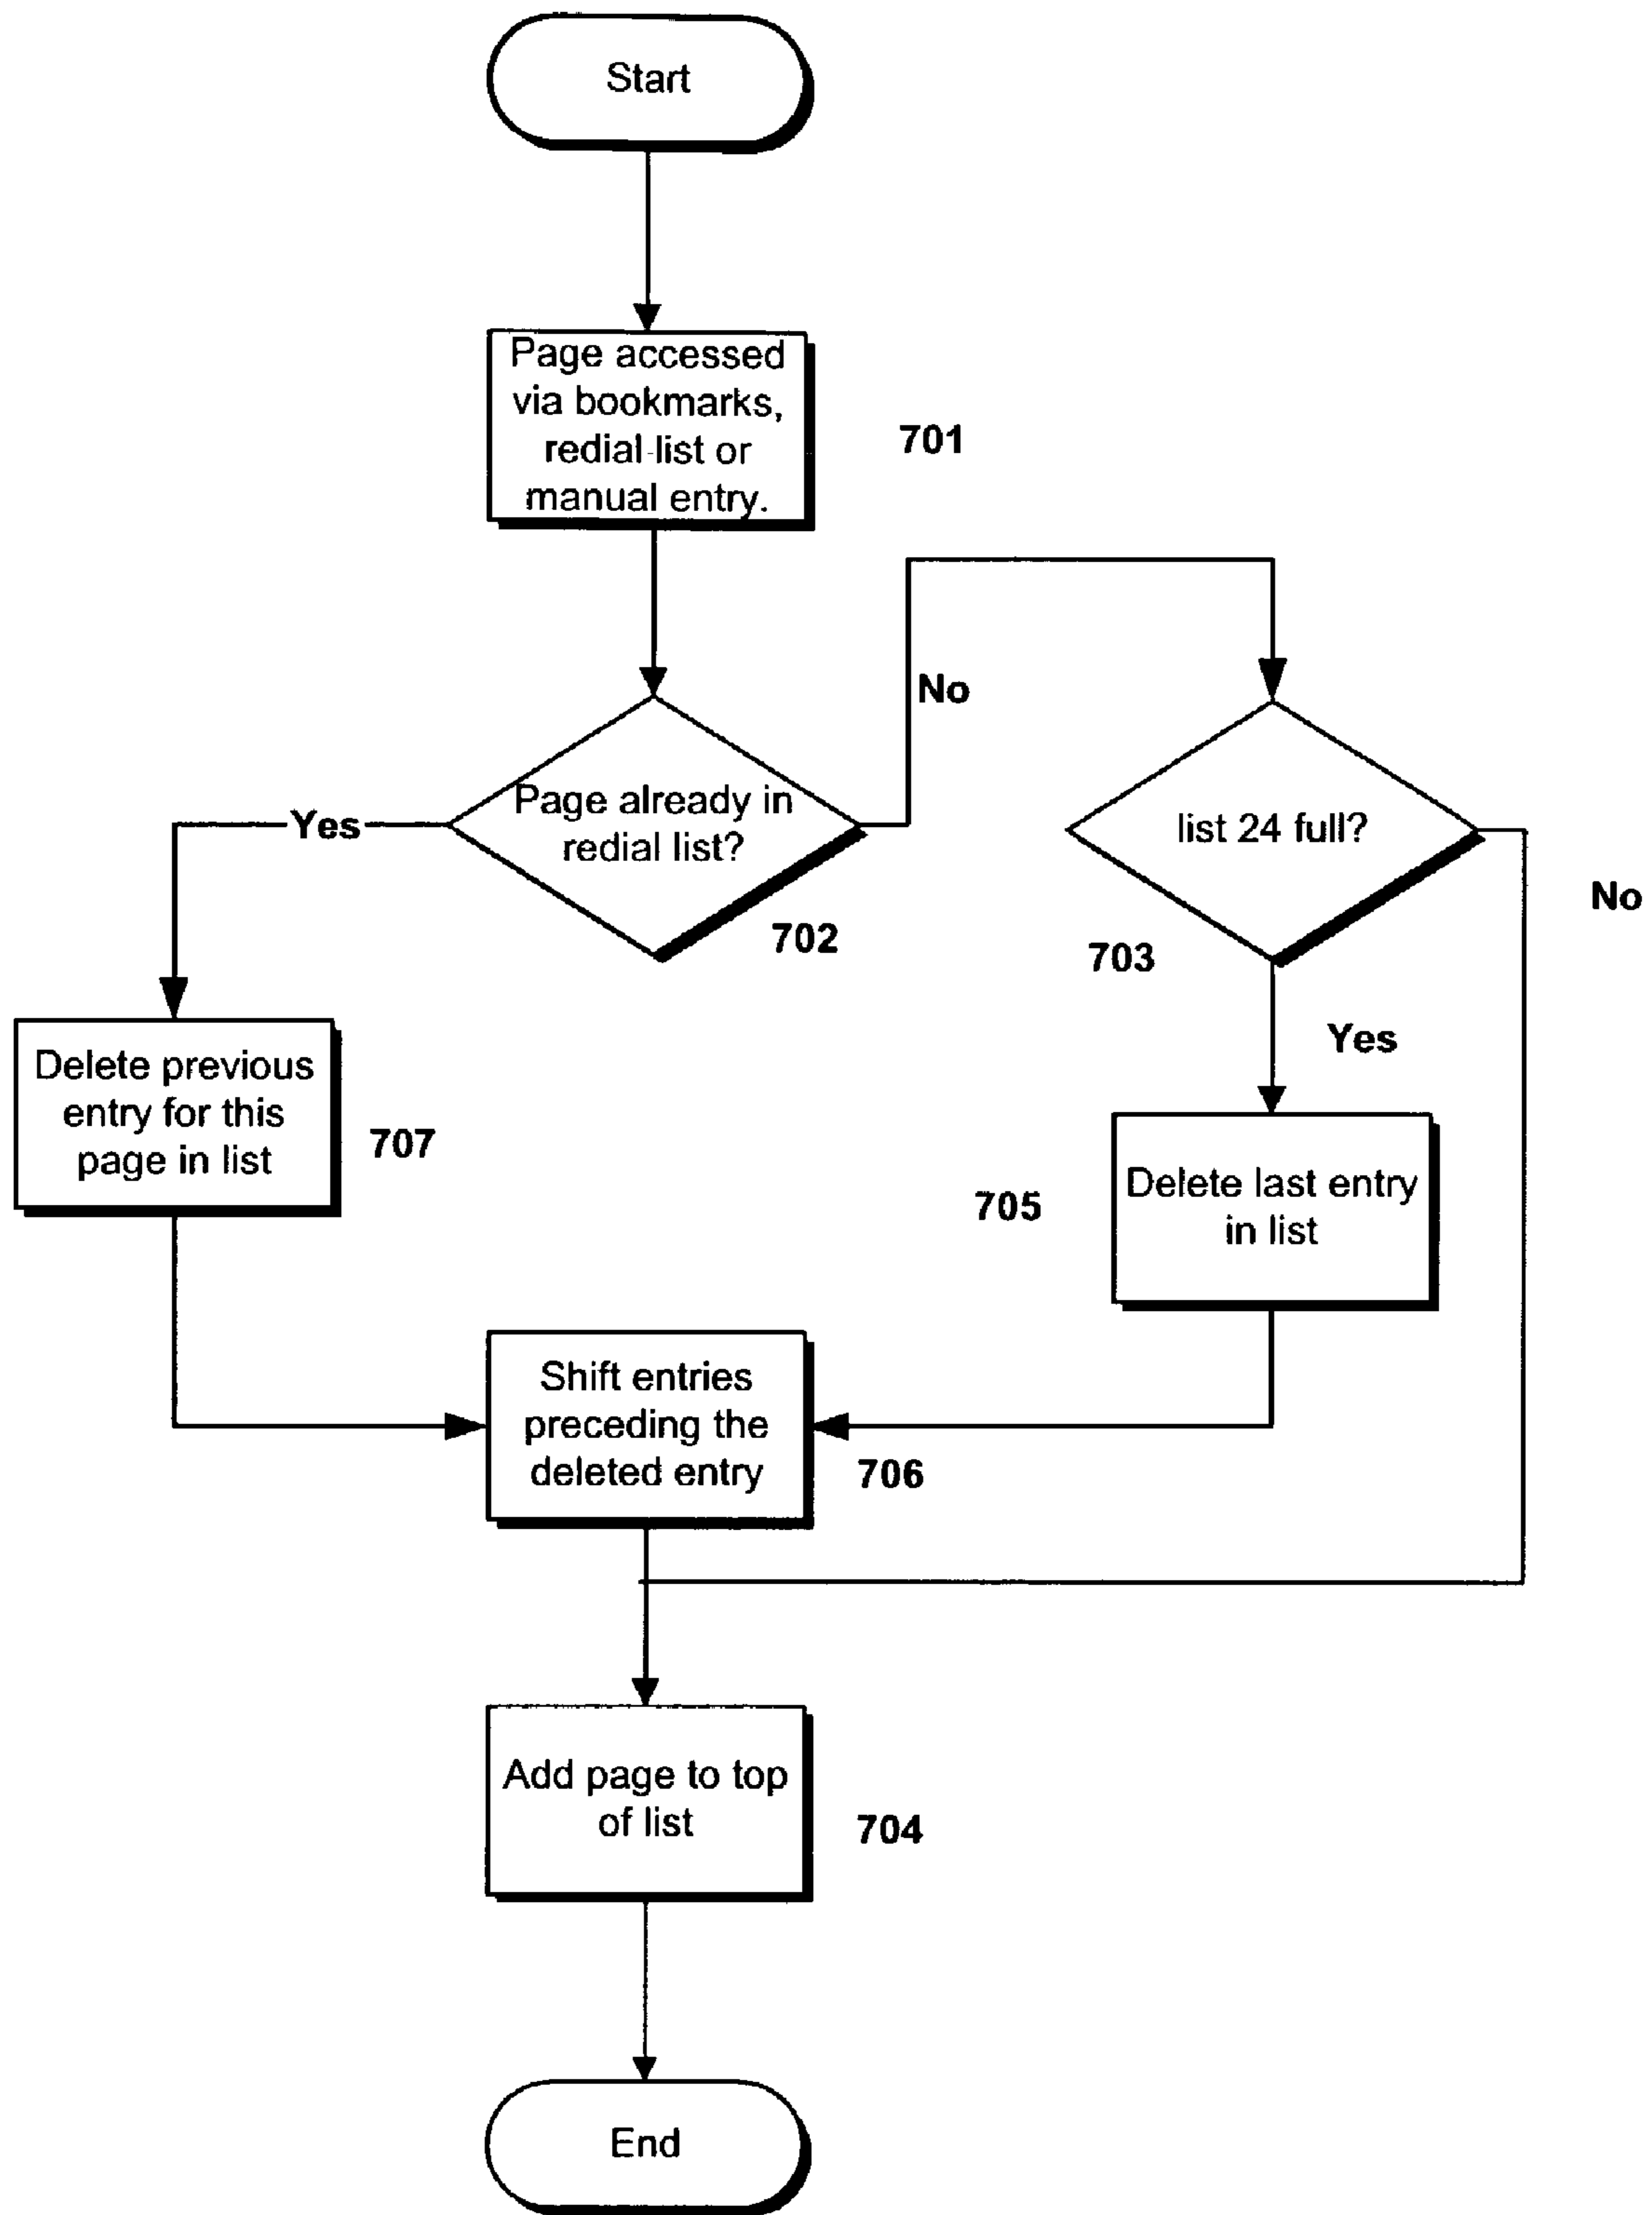 Start
Page accessed
via bookmarks,
redial list or
manual entry.
701
No
Page already in
redial list?
Yes
702
list 24 full?
No
703
Yes
Delete previous
entry for this
page in list
707
Delete last entry
in list
705
Shift entries
preceding the
deleted entry
706
Add page to top
of list
704
End